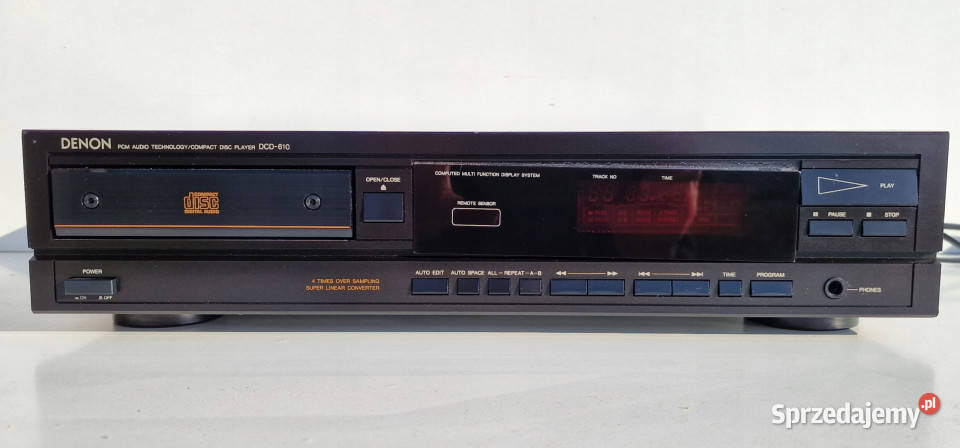 DENON PCM AUDIO TECHNOLOGY/COMPACT DISC PLAYER DCD-610
OPEN/CLOSE
COMPACT
disc
DIGITAL AUDIO
COMPUTED MULTI FUNCTION DISPLAY SYSTEM
REMOTE SENSOR
TRACK NO TIME
PLAY
PAUSE STOP
POWER
ON OFF
4 TIMES OVER SAMPLING
SUPER LINEAR CONVERTER
AUTO EDIT AUTO SPACE ALL-REPEAT-A-B
TIME PROGRAM
PHONES
Sprzedajemy.pl